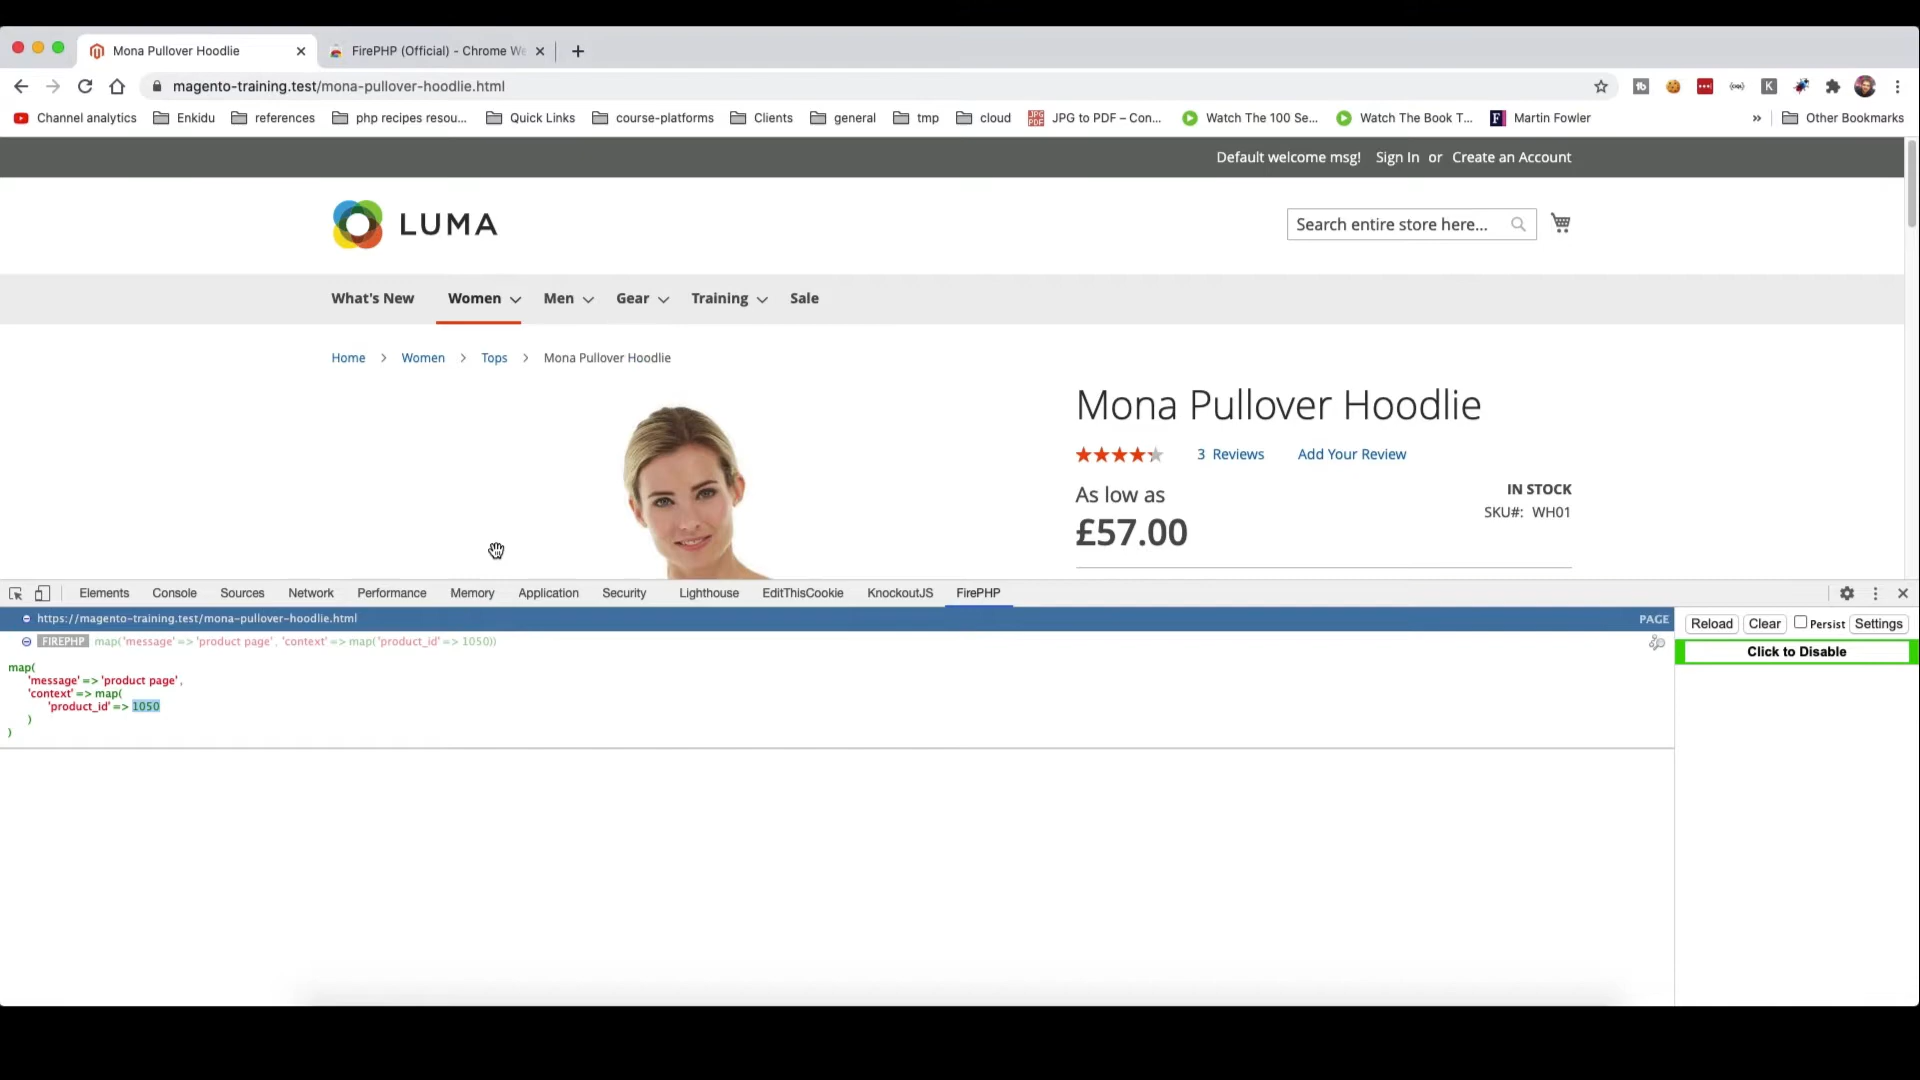 Mona Pullover Hoodlie
FirePHP (Official) - Chrome We
magento-training.test/mona-pullover-hoodlie.html
Channel analytics Enkidu references php recipes resou... Quick Links course-platforms Clients general tmp cloud JPG to PDF – Con... Watch The 100 Se... Watch The Book T... Martin Fowler » Other Bookmarks
Default welcome msg! Sign In or Create an Account
LUMA
Search entire store here...
What's New Women Men Gear Training Sale
Home > Women > Tops > Mona Pullover Hoodlie
Mona Pullover Hoodlie
3 Reviews Add Your Review
As low as
£57.00
IN STOCK
SKU#: WH01
Elements Console Sources Network Performance Memory Application Security Lighthouse EditThisCookie KnockoutJS FirePHP
https://magento-training.test/mona-pullover-hoodlie.html PAGE
FIREPHP map('message' => 'product page', 'context' => map('product_id' => 1050))
map(
'message' => 'product page',
'context' => map(
'product_id' => 1050
)
)
Reload Clear Persist Settings
Click to Disable